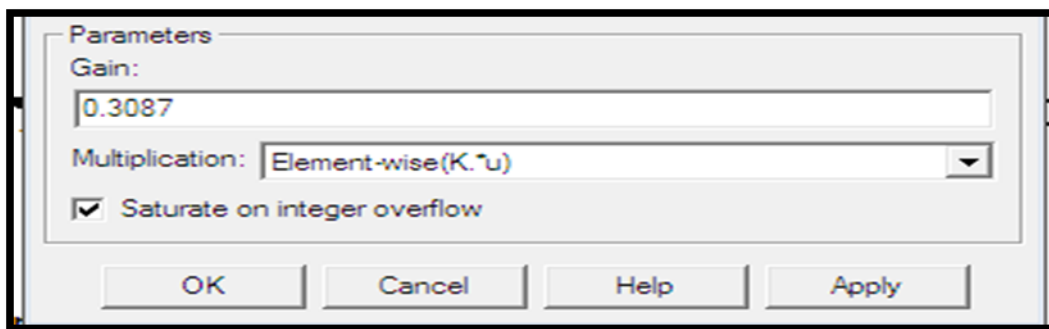 Parameters
Gain:
0.3087
Multiplication: Element-wise(K.*u)
Saturate on integer overflow
OK Cancel Help Apply